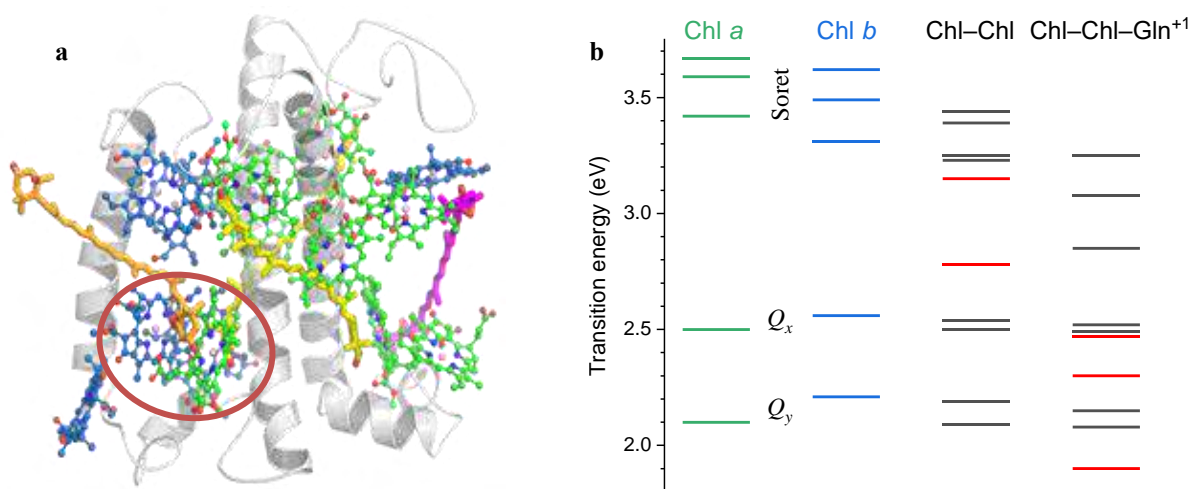 a
b
Chl a
Chl b
Chl–Chl
Chl–Chl–Gln+1
Transition energy (eV)
3.5
3.0
2.5
2.0
Soret
Qx
Qy